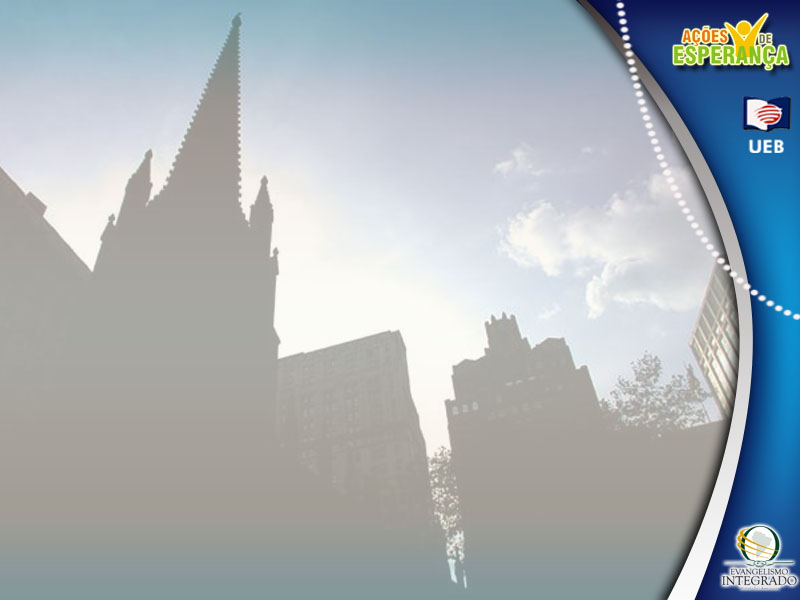 AÇÕES DE
ESPERANÇA
UEB
EVANGELISMO
INTEGRADO